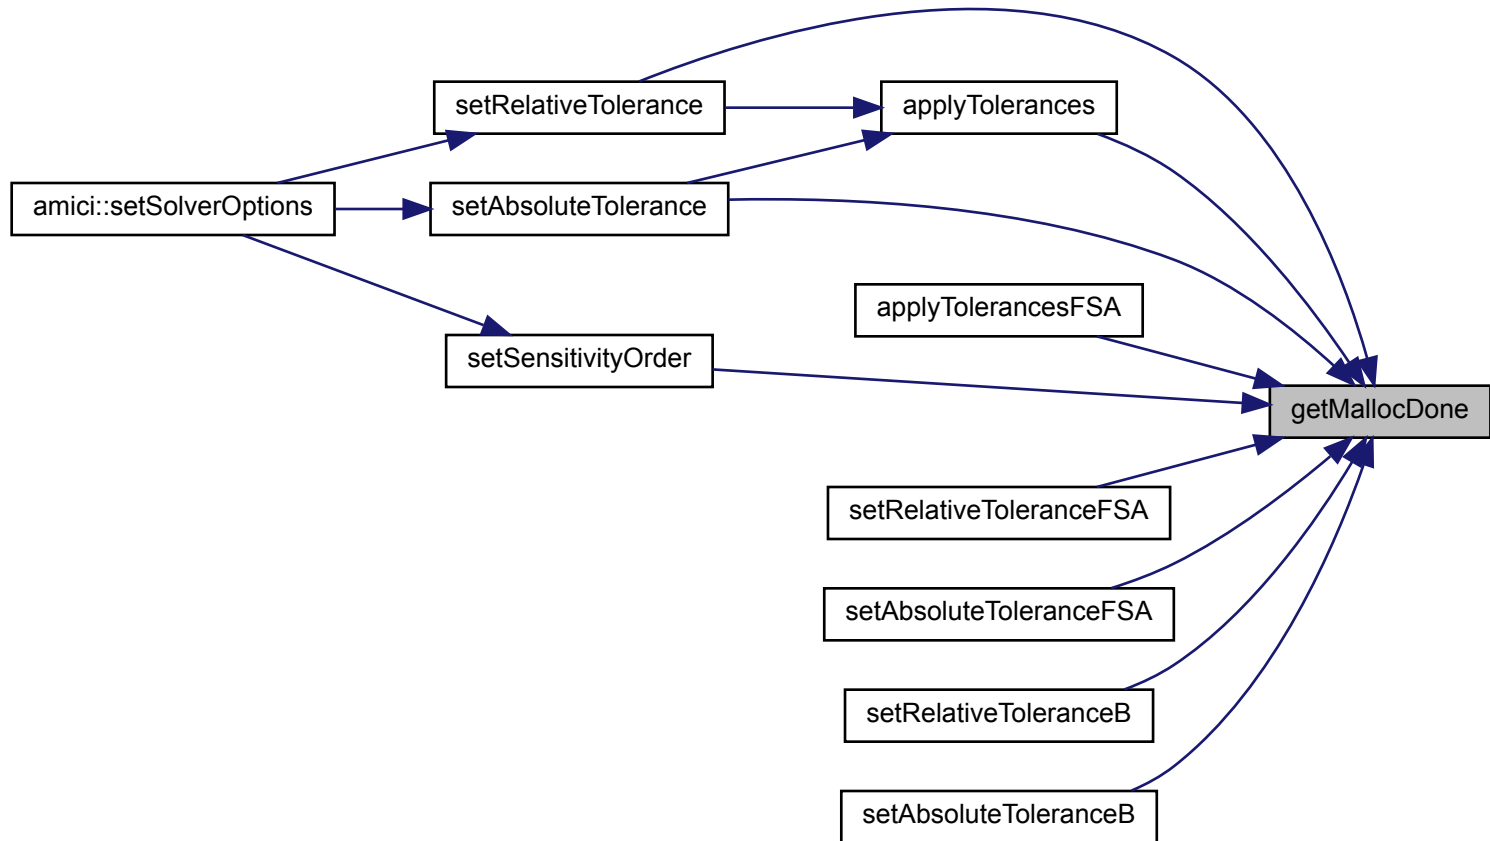 setRelativeTolerance
applyTolerances
amici::setSolverOptions
setAbsoluteTolerance
applyTolerancesFSA
setSensitivityOrder
getMallocDone
setRelativeToleranceFSA
setAbsoluteToleranceFSA
setRelativeToleranceB
setAbsoluteToleranceB